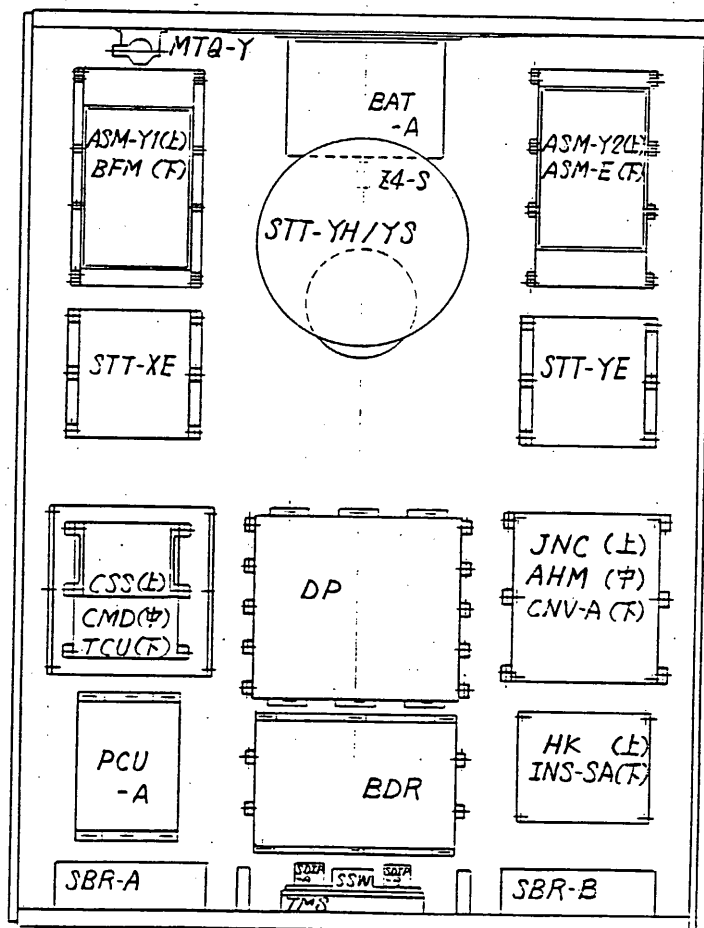 MTQ-Y
BAT
-A
ASM-Y1(上)
BFM (下)
ASM-Y2(上)
ASM-E (下)
Z4-S
STT-YH/YS
STT-XE
STT-YE
CSS(上)
CMD(中)
TCU(下)
DP
JNC (上)
AHM (中)
CNV-A (下)
PCU
-A
BDR
HK (上)
INS-SA(下)
SBR-A
SSW
TMS
SBR-B